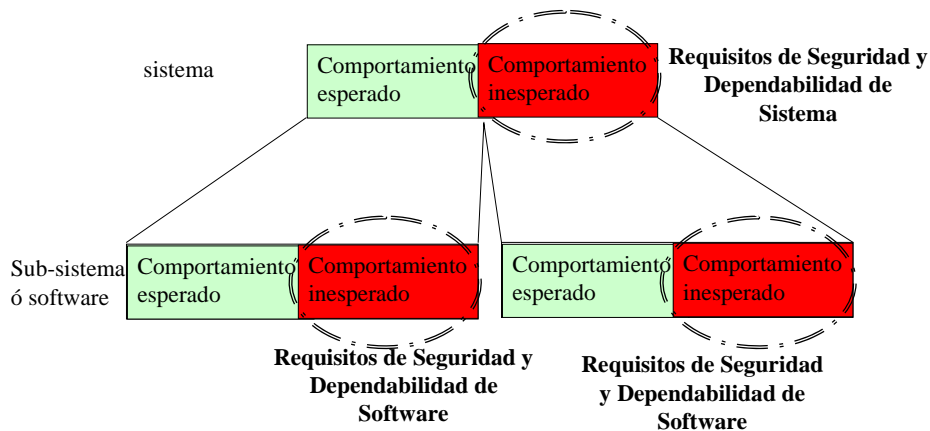 sistema
Comportamiento
esperado
Comportamiento
inesperado
Requisitos de Seguridad y
Dependabilidad de
Sistema
Sub-sistema
ó software
Comportamiento
esperado
Comportamiento
inesperado
Comportamiento
esperado
Comportamiento
inesperado
Requisitos de Seguridad y
Dependabilidad de
Software
Requisitos de Seguridad
y Dependabilidad de
Software